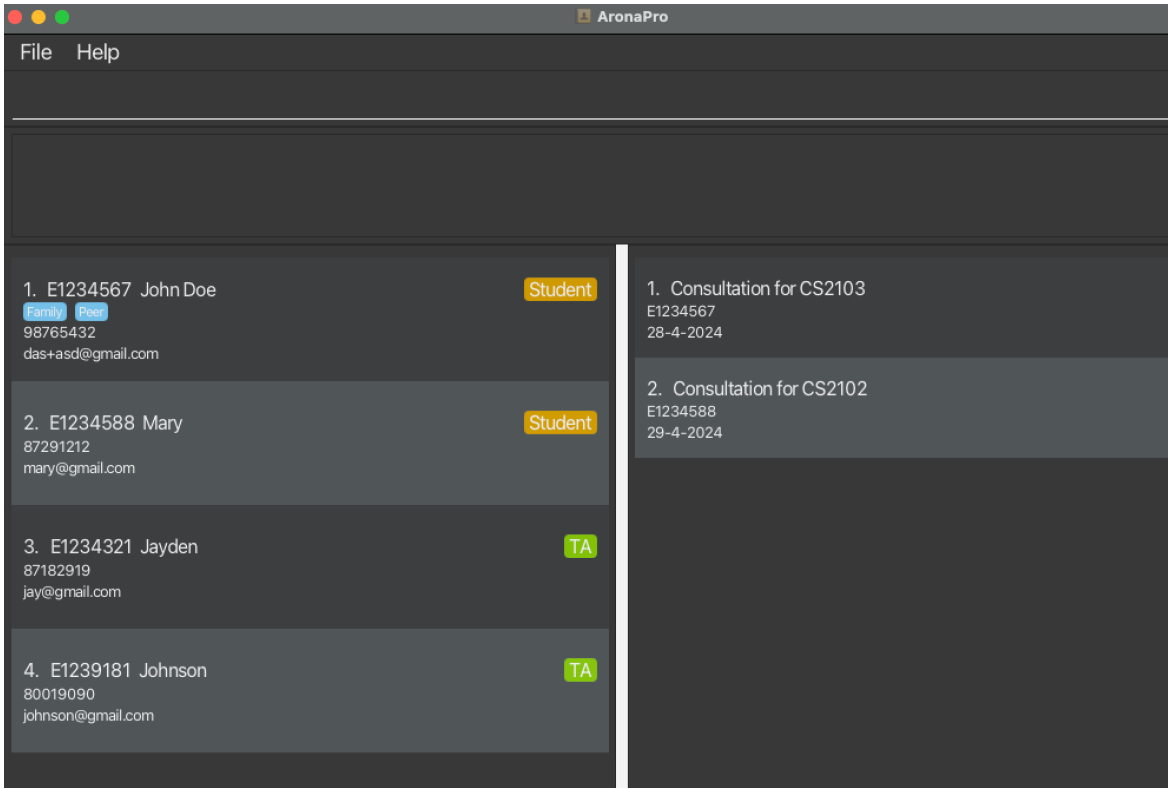 AronaPro
File Help
1. E1234567 John Doe Student
Family Peer
98765432
das+asd@gmail.com
2. E1234588 Mary Student
87291212
mary@gmail.com
3. E1234321 Jayden TA
87182919
jay@gmail.com
4. E1239181 Johnson TA
80019090
johnson@gmail.com
1. Consultation for CS2103
E1234567
28-4-2024
2. Consultation for CS2102
E1234588
29-4-2024